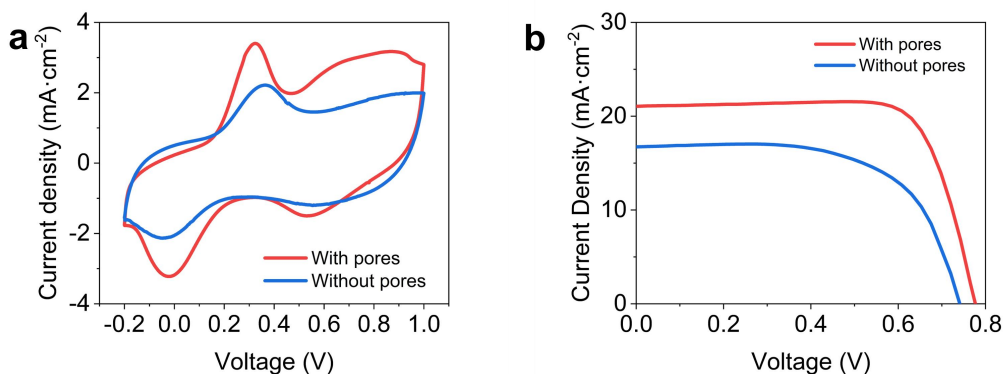 a
Current density (mA·cm⁻²)
4
2
0
-2
-4
With pores
Without pores
-0.2 0.0 0.2 0.4 0.6 0.8 1.0
Voltage (V)
b
Current Density (mA·cm⁻²)
30
20
10
0
With pores
Without pores
0.0 0.2 0.4 0.6 0.8
Voltage (V)